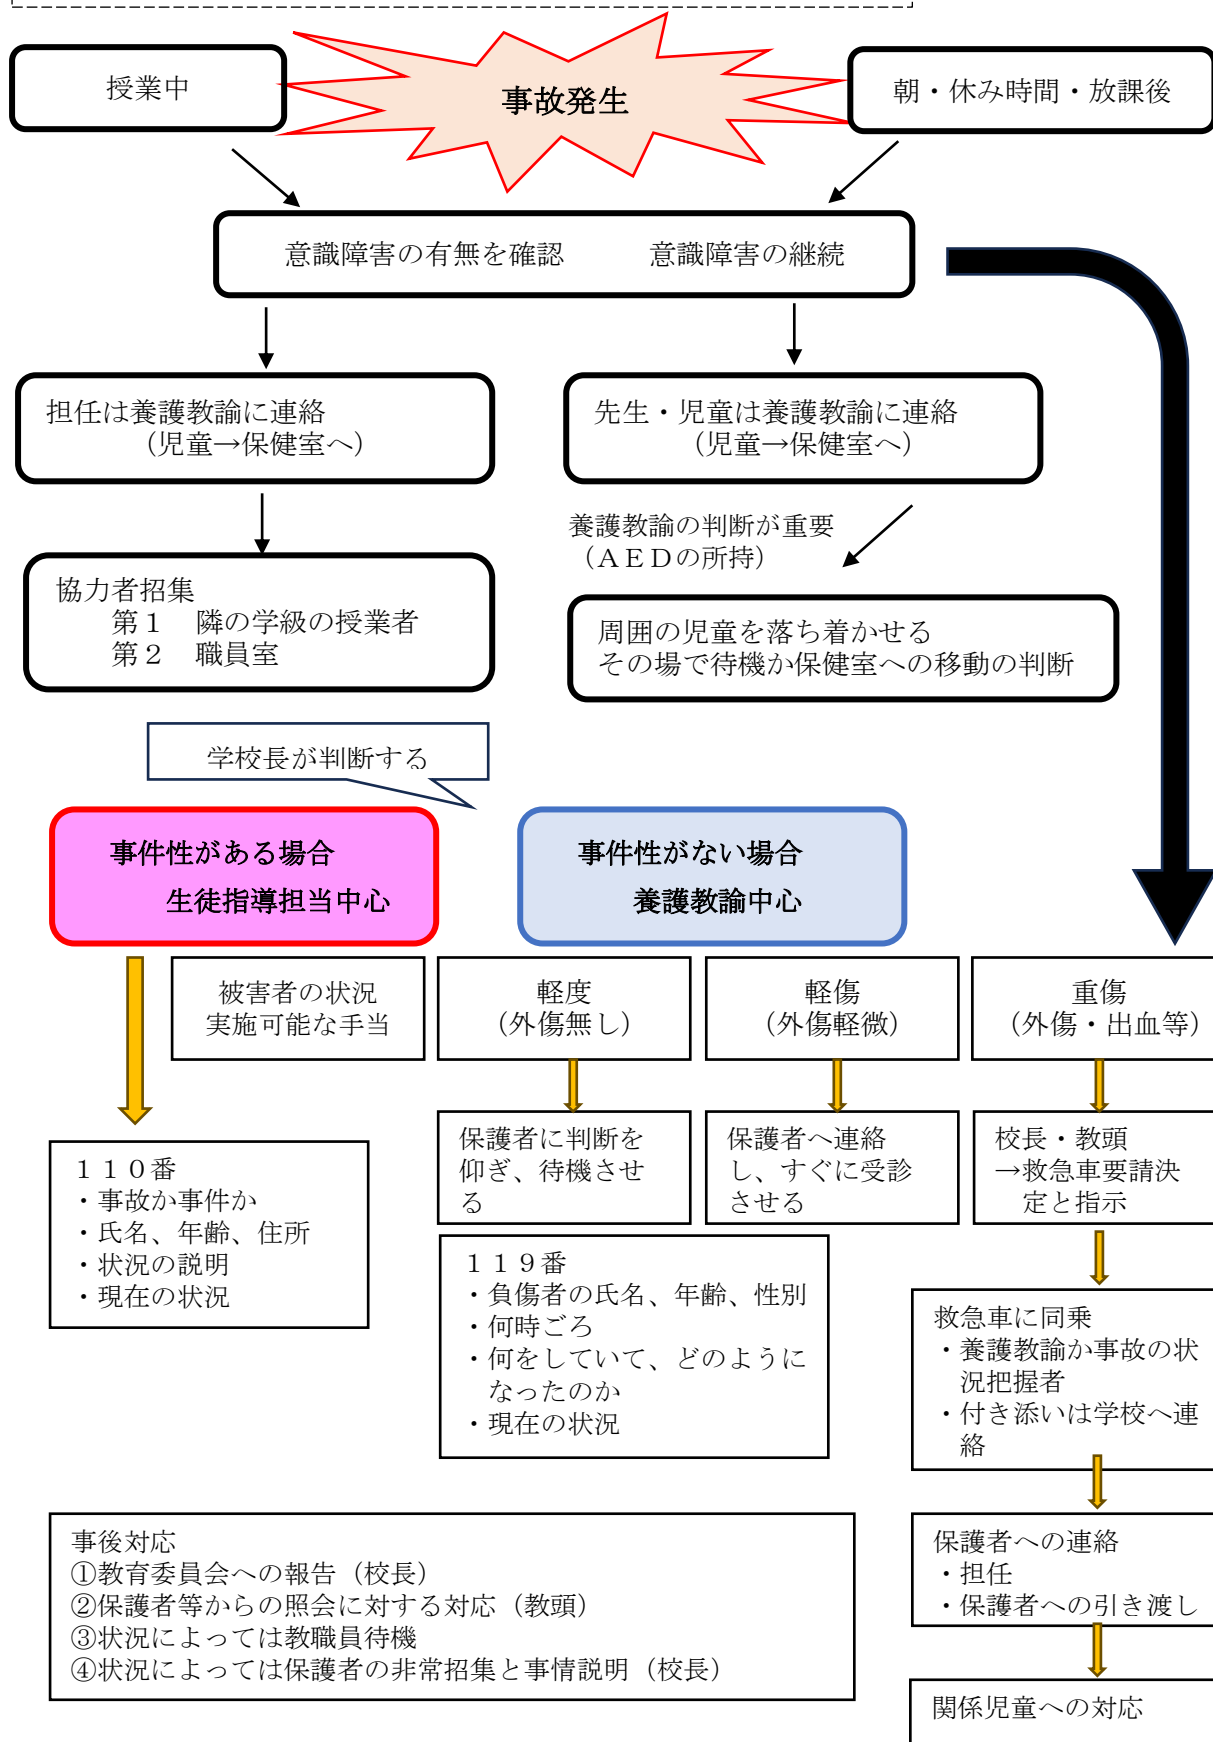 授業中
事故発生
朝・休み時間・放課後
意識障害の有無を確認　　　意識障害の継続
担任は養護教諭に連絡
（児童→保健室へ）
先生・児童は養護教諭に連絡
（児童→保健室へ）
養護教諭の判断が重要
（ＡＥＤの所持）
協力者招集
第１　隣の学級の授業者
第２　職員室
周囲の児童を落ち着かせる
その場で待機か保健室への移動の判断
学校長が判断する
事件性がある場合
生徒指導担当中心
事件性がない場合
養護教諭中心
被害者の状況
実施可能な手当
軽度
（外傷無し）
軽傷
（外傷軽微）
重傷
（外傷・出血等）
保護者に判断を
仰ぎ、待機させ
る
保護者へ連絡
し、すぐに受診
させる
校長・教頭
→救急車要請決
定と指示
１１０番
・事故か事件か
・氏名、年齢、住所
・状況の説明
・現在の状況
１１９番
・負傷者の氏名、年齢、性別
・何時ごろ
・何をしていて、どのように
なったのか
・現在の状況
救急車に同乗
・養護教諭か事故の状
況把握者
・付き添いは学校へ連
絡
事後対応
①教育委員会への報告（校長）
②保護者等からの照会に対する対応（教頭）
③状況によっては教職員待機
④状況によっては保護者の非常招集と事情説明（校長）
保護者への連絡
・担任
・保護者への引き渡し
関係児童への対応